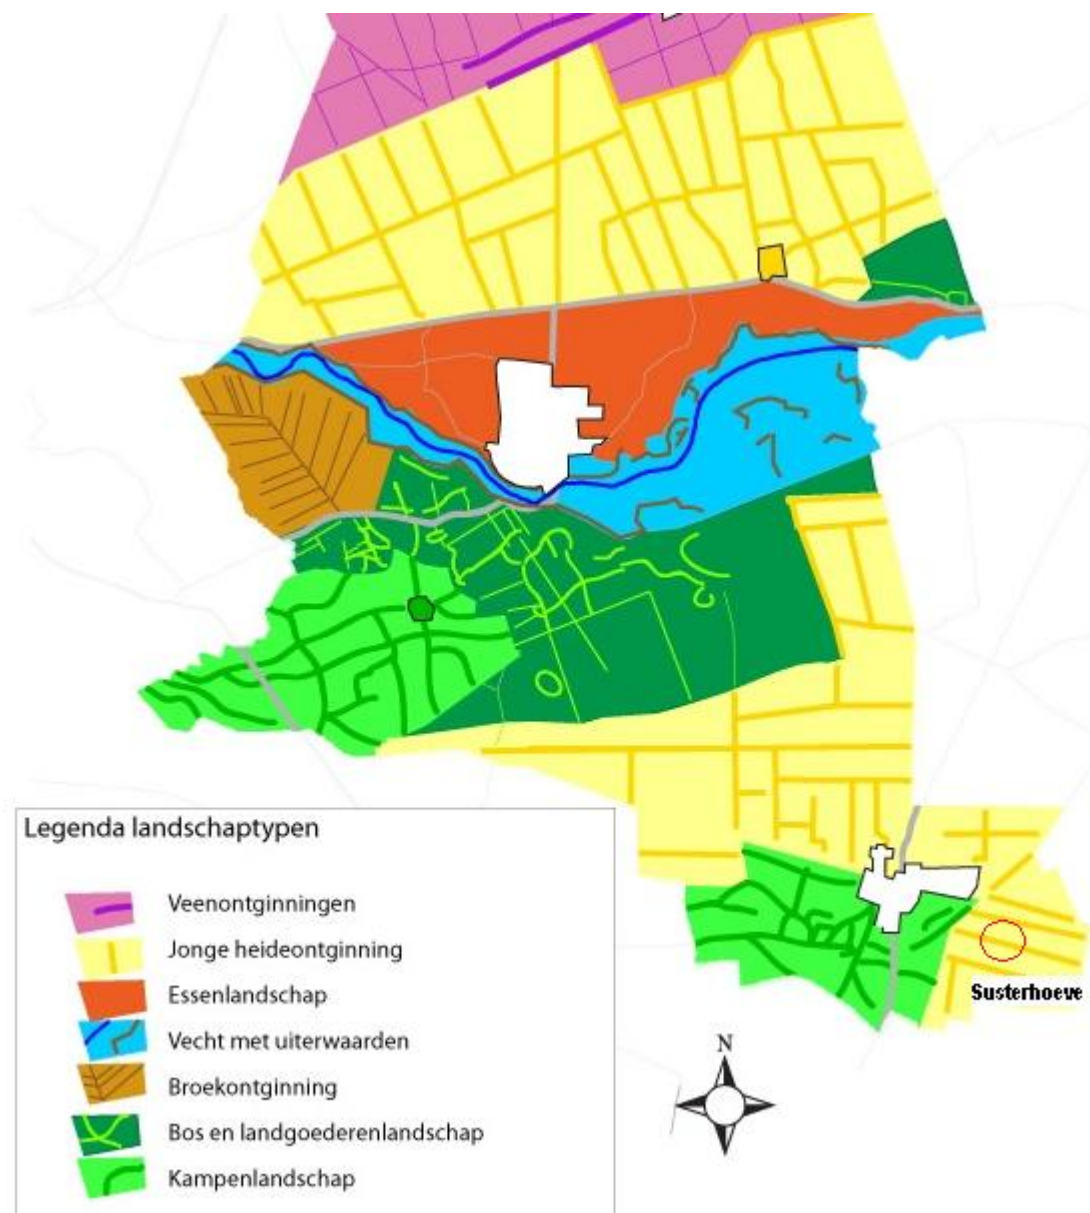 Legenda landschaptypen
Veenontginningen
Jonge heideontginning
Essenlandschap
Vecht met uiterwaarden
Broekontginning
Bos en landgoederenlandschap
Kampenlandschap
Susterhoeve
N